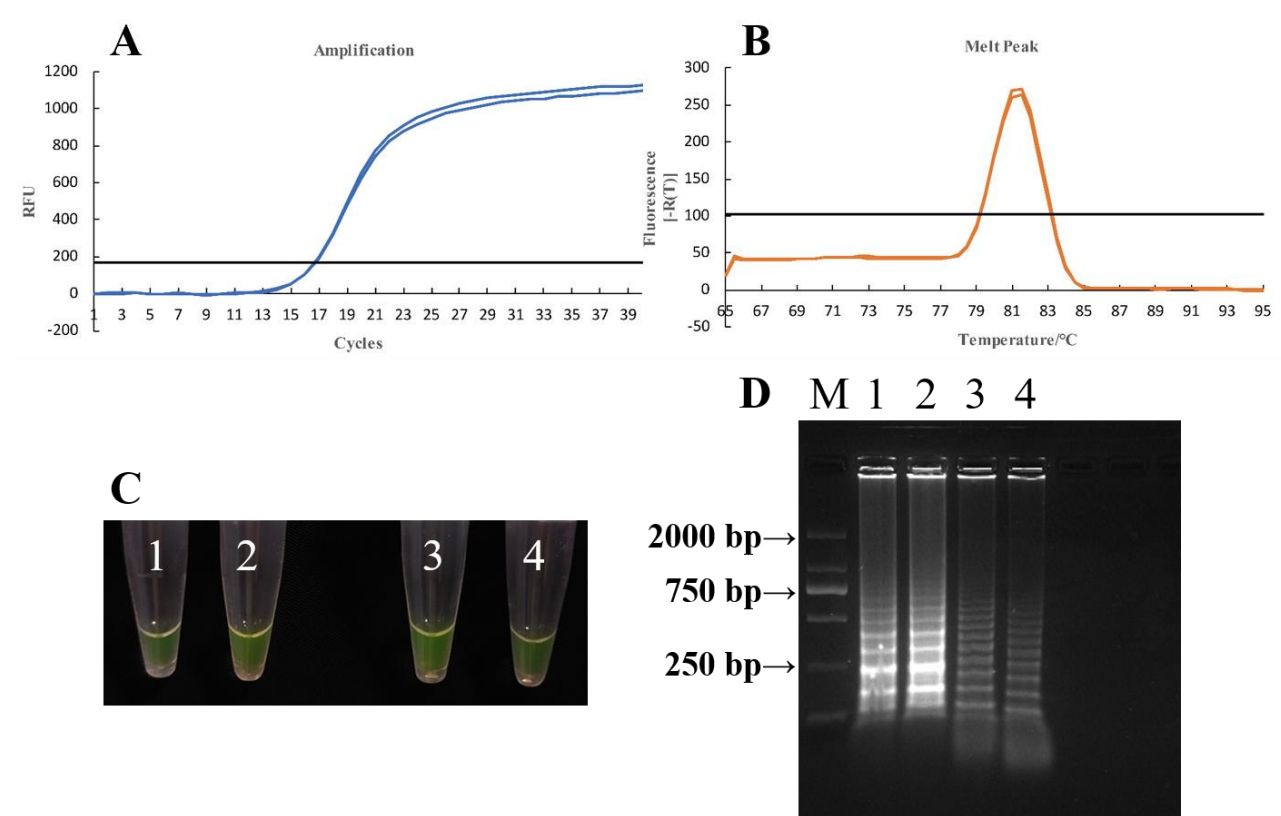 A
Amplification
1200
1000
800
600
400
200
0
-200
RFU
1 3 5 7 9 11 13 15 17 19 21 23 25 27 29 31 33 35 37 39
Cycles
B
Melt Peak
300
250
200
150
100
50
0
-50
Fluorescence
[-R(T)]
65 67 69 71 73 75 77 79 81 83 85 87 89 91 93 95
Temperature/°C
C
1 2 3 4
D M 1 2 3 4
2000 bp→
750 bp→
250 bp→